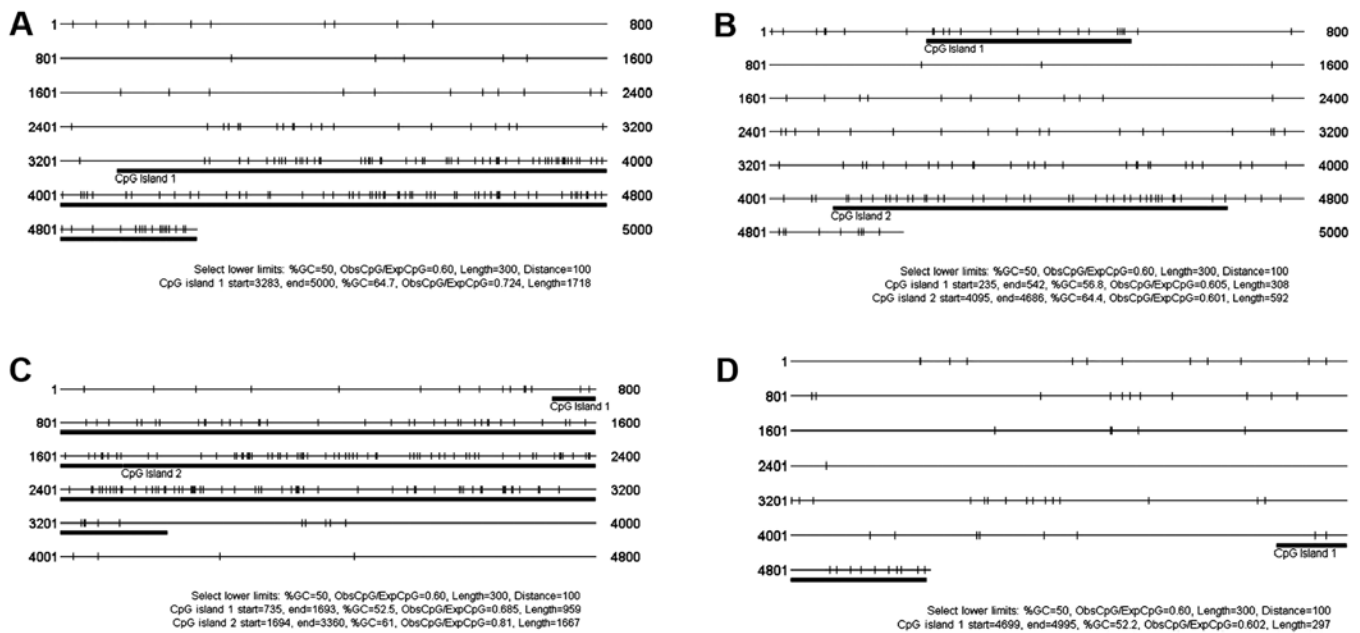 A
1 800
801 1600
1601 2400
2401 3200
3201 4000
CpG Island 1
4001 4800
4801 5000
Select lower limits: %GC=50, ObsCpG/ExpCpG=0.60, Length=300, Distance=100
CpG island 1 start=3283, end=5000, %GC=64.7, ObsCpG/ExpCpG=0.724, Length=1718
B
1 800
CpG Island 1
801 1600
1601 2400
2401 3200
3201 4000
4001 4800
CpG Island 2
4801 5000
Select lower limits: %GC=50, ObsCpG/ExpCpG=0.60, Length=300, Distance=100
CpG island 1 start=235, end=542, %GC=56.8, ObsCpG/ExpCpG=0.605, Length=308
CpG island 2 start=4095, end=4686, %GC=64.4, ObsCpG/ExpCpG=0.601, Length=592
C
1 800
CpG Island 1
801 1600
1601 2400
CpG Island 2
2401 3200
3201 4000
4001 4800
Select lower limits: %GC=50, ObsCpG/ExpCpG=0.60, Length=300, Distance=100
CpG island 1 start=735, end=1693, %GC=52.5, ObsCpG/ExpCpG=0.685, Length=959
CpG island 2 start=1694, end=3360, %GC=61, ObsCpG/ExpCpG=0.81, Length=1667
D
1
801
1601
2401
3201
4001
CpG Island 1
4801
Select lower limits: %GC=50, ObsCpG/ExpCpG=0.60, Length=300, Distance=100
CpG island 1 start=4699, end=4995, %GC=52.2, ObsCpG/ExpCpG=0.602, Length=297